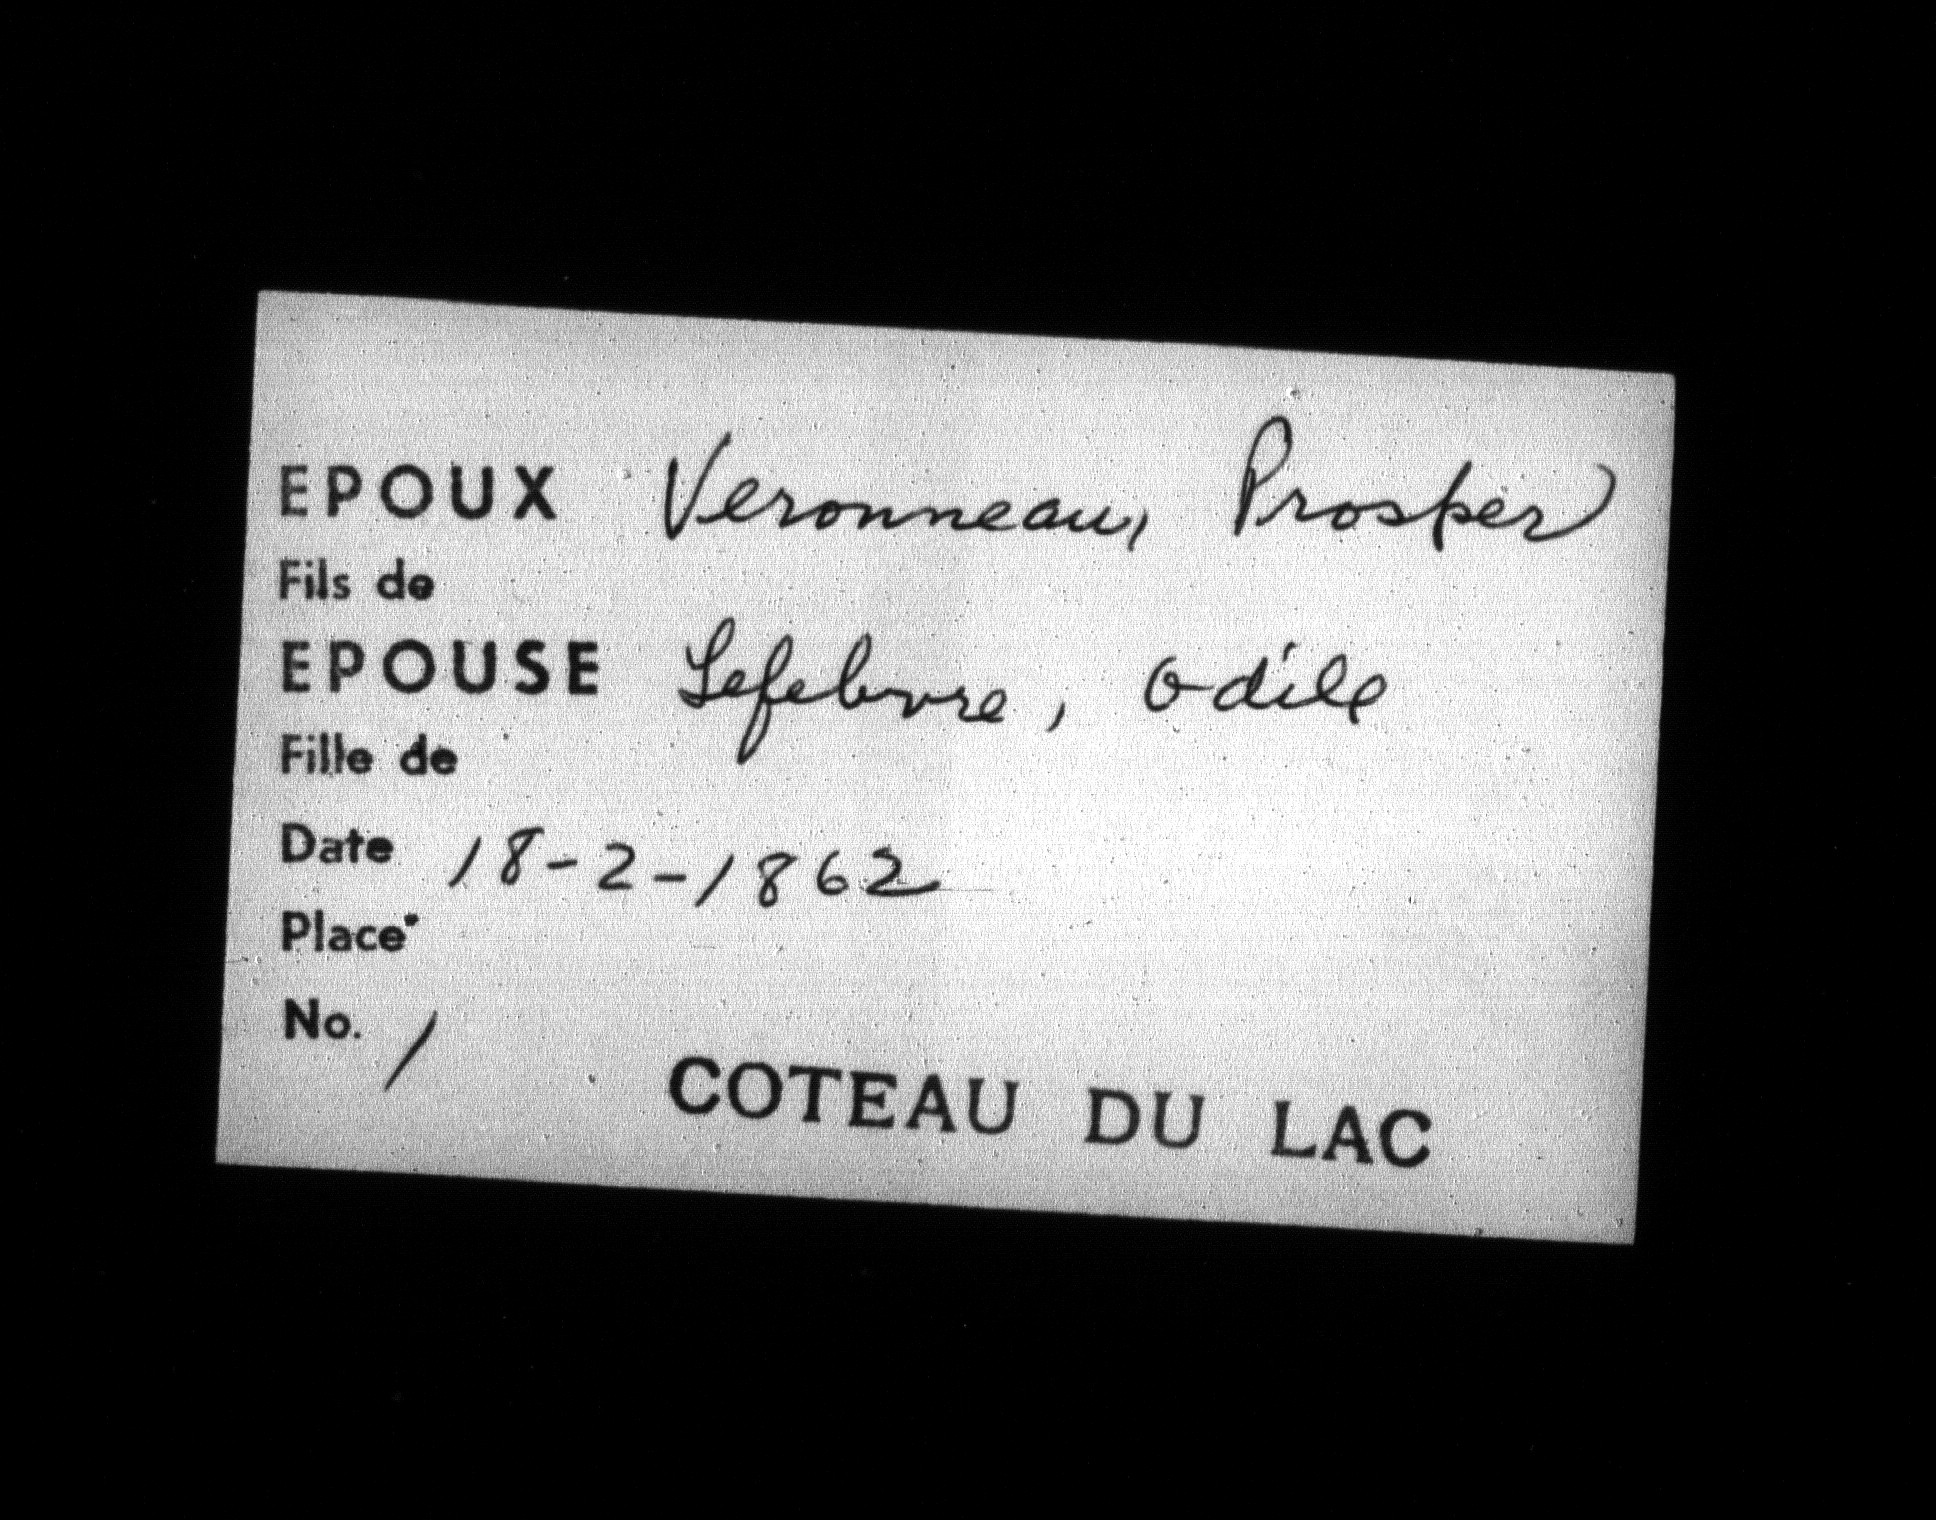 EPOUX Veronneau, Prosper
Fils de
EPOUSE Lefebvre, Odile
Fille de
Date 18-2-1862
Place
No. 1
COTEAU DU LAC